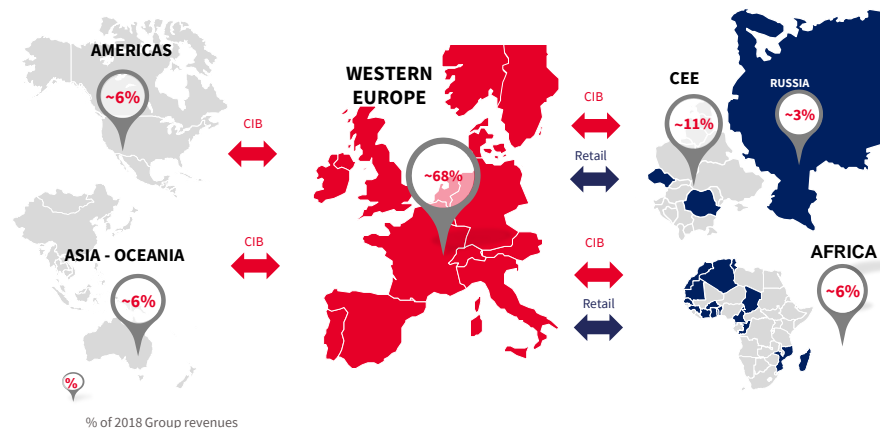 AMERICAS
~6%
CIB
ASIA - OCEANIA
~6%
CIB
%
% of 2018 Group revenues
WESTERN
EUROPE
~68%
CIB
Retail
CIB
Retail
CEE
~11%
RUSSIA
~3%
AFRICA
~6%